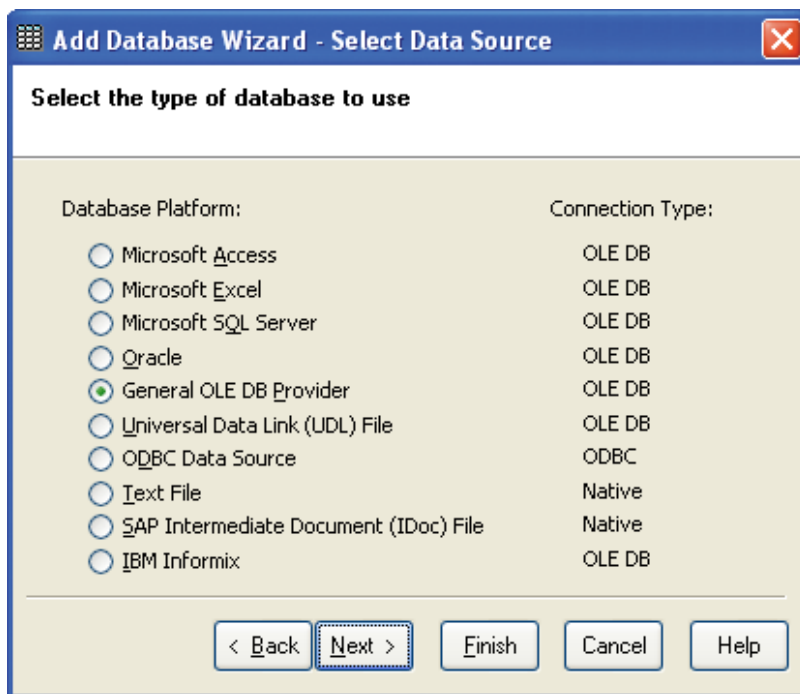 Add Database Wizard - Select Data Source
Select the type of database to use
Database Platform: Connection Type:
Microsoft Access OLE DB
Microsoft Excel OLE DB
Microsoft SQL Server OLE DB
Oracle OLE DB
General OLE DB Provider OLE DB
Universal Data Link (UDL) File OLE DB
ODBC Data Source ODBC
Text File Native
SAP Intermediate Document (IDoc) File Native
IBM Informix OLE DB
< Back Next > Finish Cancel Help